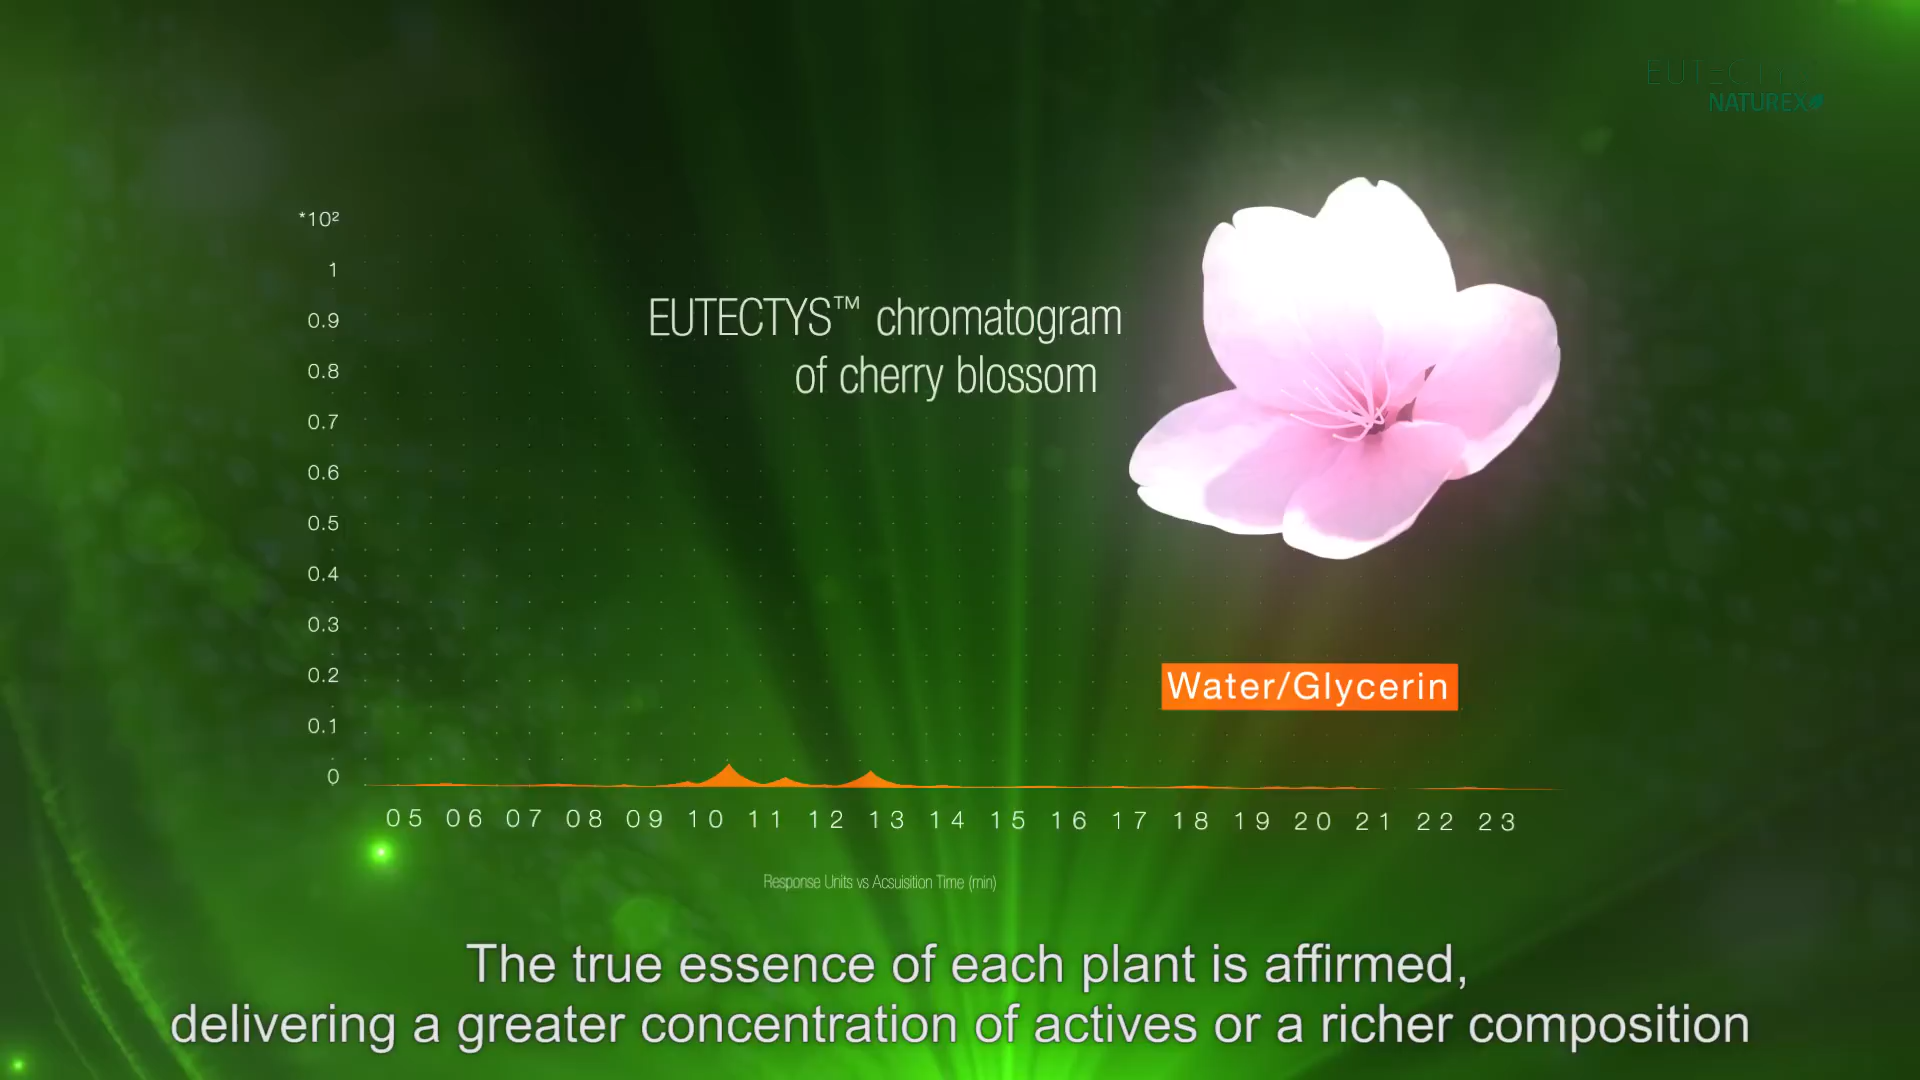 EUTECTYS
NATUREX
*10²
1
0.9
0.8
0.7
0.6
0.5
0.4
0.3
0.2
0.1
0
EUTECTYS™ chromatogram
of cherry blossom
Water/Glycerin
05 06 07 08 09 10 11 12 13 14 15 16 17 18 19 20 21 22 23
Response Units vs Acsuisition Time (min)
The true essence of each plant is affirmed,
delivering a greater concentration of actives or a richer composition